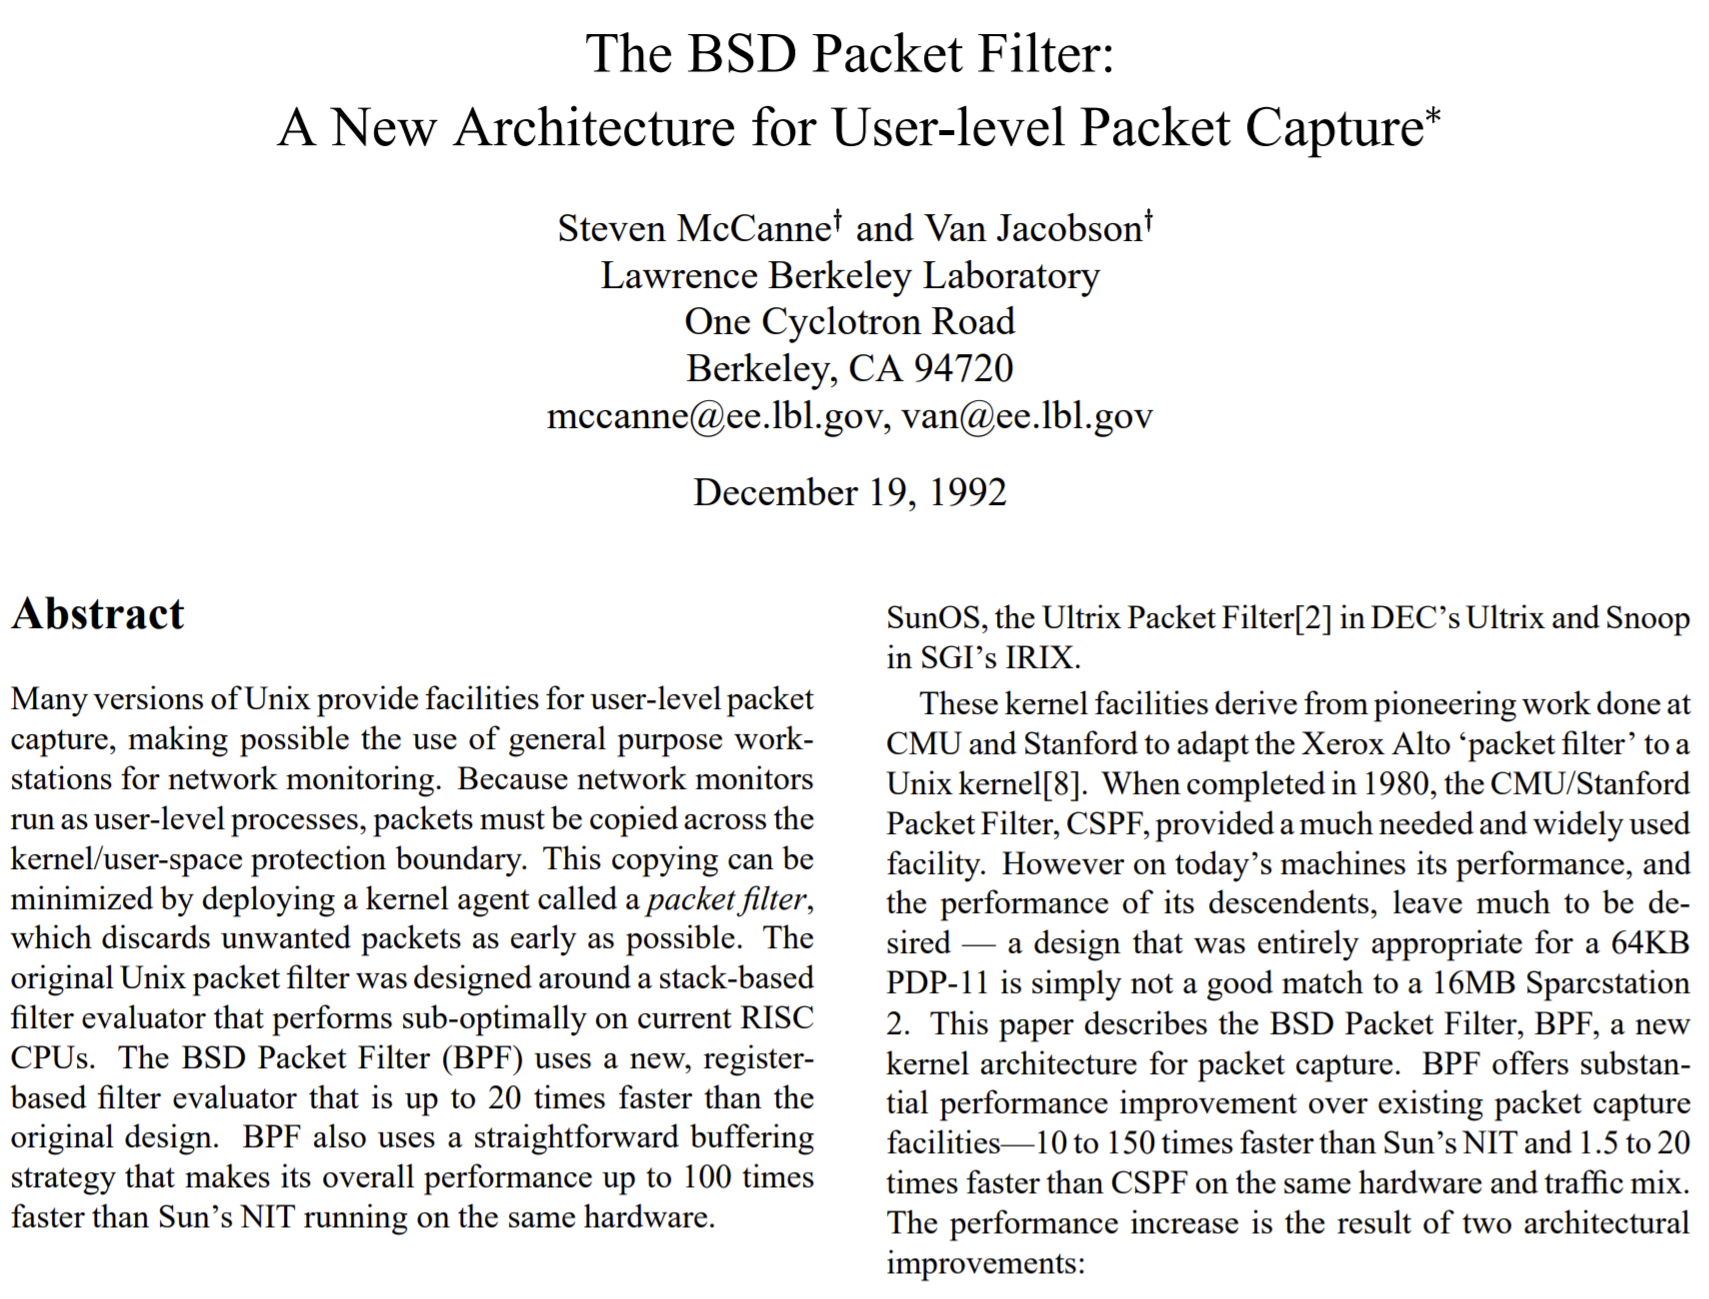 The BSD Packet Filter:
A New Architecture for User-level Packet Capture*
Steven McCanne† and Van Jacobson†
Lawrence Berkeley Laboratory
One Cyclotron Road
Berkeley, CA 94720
mccanne@ee.lbl.gov, van@ee.lbl.gov
December 19, 1992
Abstract
Many versions of Unix provide facilities for user-level packet
capture, making possible the use of general purpose work-
stations for network monitoring. Because network monitors
run as user-level processes, packets must be copied across the
kernel/user-space protection boundary. This copying can be
minimized by deploying a kernel agent called a packet filter,
which discards unwanted packets as early as possible. The
original Unix packet filter was designed around a stack-based
filter evaluator that performs sub-optimally on current RISC
CPUs. The BSD Packet Filter (BPF) uses a new, register-
based filter evaluator that is up to 20 times faster than the
original design. BPF also uses a straightforward buffering
strategy that makes its overall performance up to 100 times
faster than Sun’s NIT running on the same hardware.
SunOS, the Ultrix Packet Filter[2] in DEC’s Ultrix and Snoop
in SGI’s IRIX.
These kernel facilities derive from pioneering work done at
CMU and Stanford to adapt the Xerox Alto ‘packet filter’ to a
Unix kernel[8]. When completed in 1980, the CMU/Stanford
Packet Filter, CSPF, provided a much needed and widely used
facility. However on today’s machines its performance, and
the performance of its descendents, leave much to be de-
sired — a design that was entirely appropriate for a 64KB
PDP-11 is simply not a good match to a 16MB Sparcstation
2. This paper describes the BSD Packet Filter, BPF, a new
kernel architecture for packet capture. BPF offers substan-
tial performance improvement over existing packet capture
facilities—10 to 150 times faster than Sun’s NIT and 1.5 to 20
times faster than CSPF on the same hardware and traffic mix.
The performance increase is the result of two architectural
improvements: